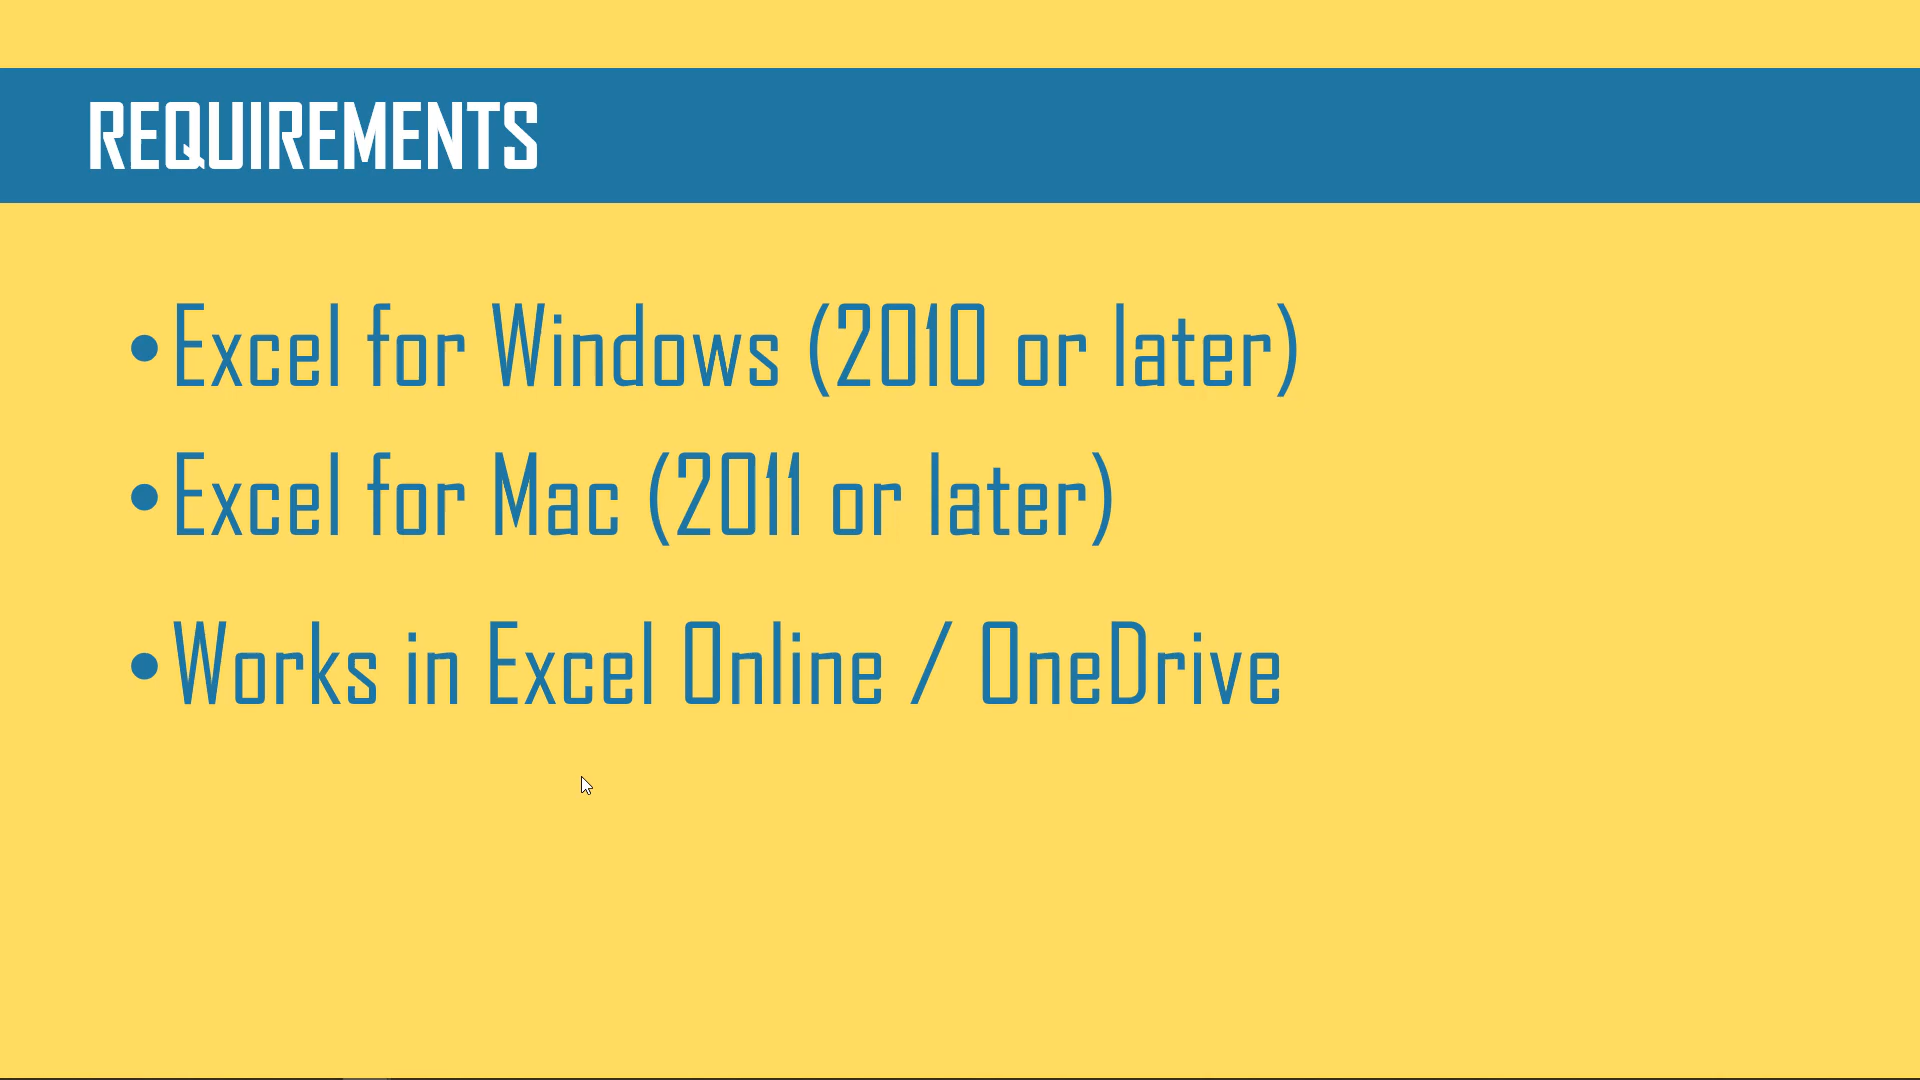 REQUIREMENTS
•Excel for Windows (2010 or later)
•Excel for Mac (2011 or later)
•Works in Excel Online / OneDrive